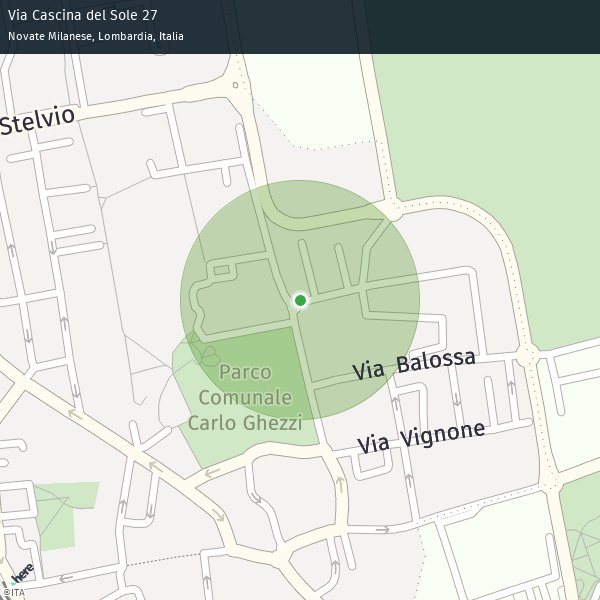 Via Cascina del Sole 27
Novate Milanese, Lombardia, Italia
Stelvio
Via Balossa
Parco
Comunale
Carlo Ghezzi
Via Vignone
here
©ITA